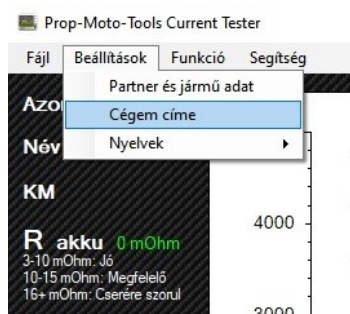 Prop-Moto-Tools Current Tester
Fájl Beállítások Funkció Segítség
Partner és jármű adat
Cégem címe
Nyelvek
Név
KM
R akku 0 mOhm
3-10 mOhm: Jó
10-15 mOhm: Megfelelő
16+ mOhm: Cserére szorul
4000
3000